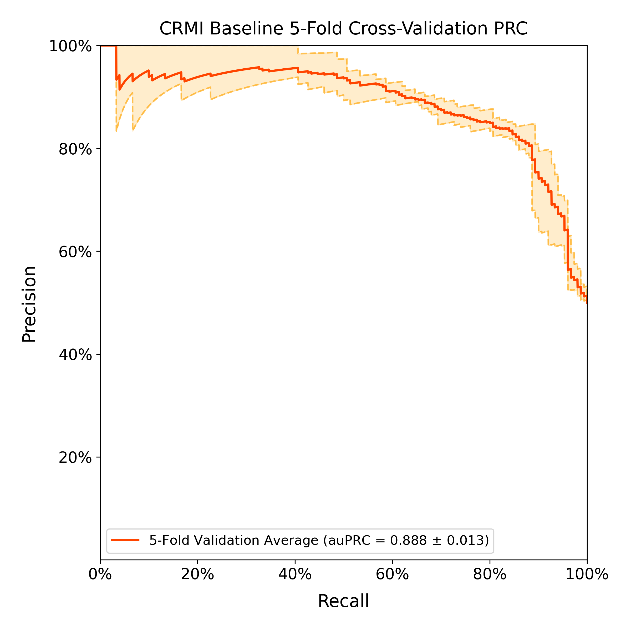 CRMI Baseline 5-Fold Cross-Validation PRC
100%
80%
60%
40%
20%
Precision
5-Fold Validation Average (auPRC = 0.888 ± 0.013)
0%
20%
40%
60%
80%
100%
Recall